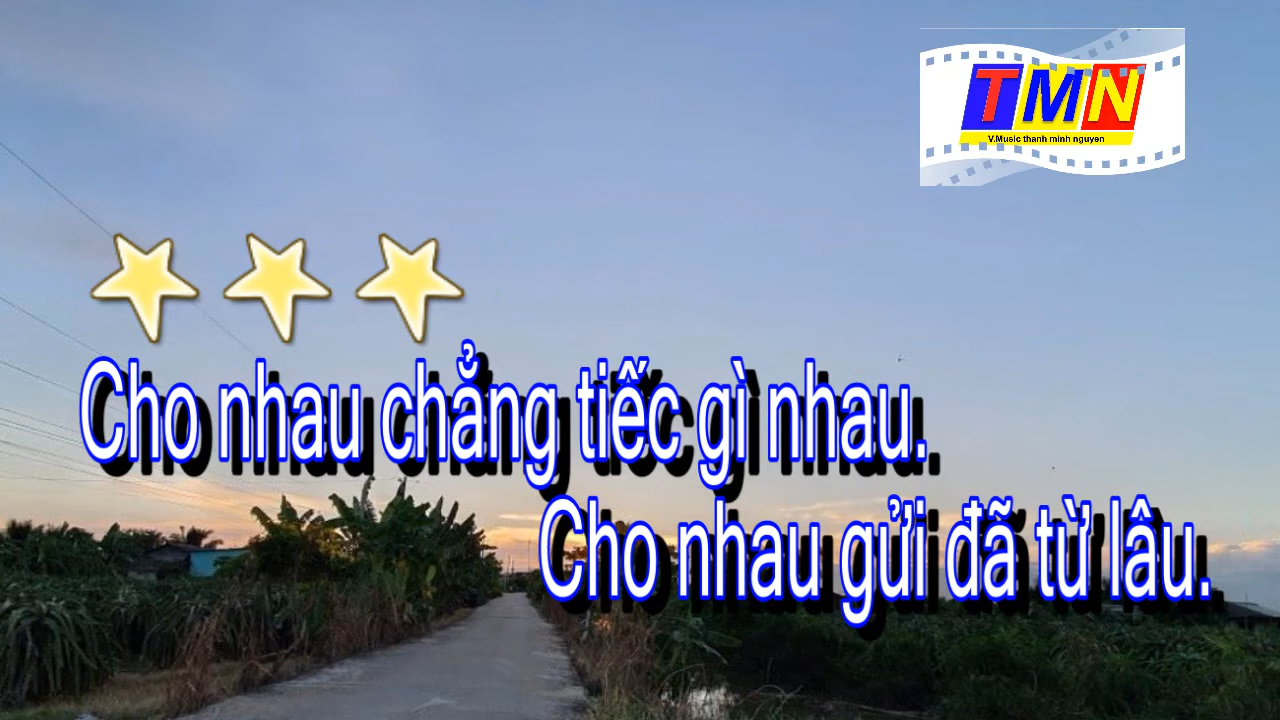 TMN
V.Music thanh minh nguyen
Cho nhau chẳng tiếc gì nhau.
Cho nhau gửi đã từ lâu.